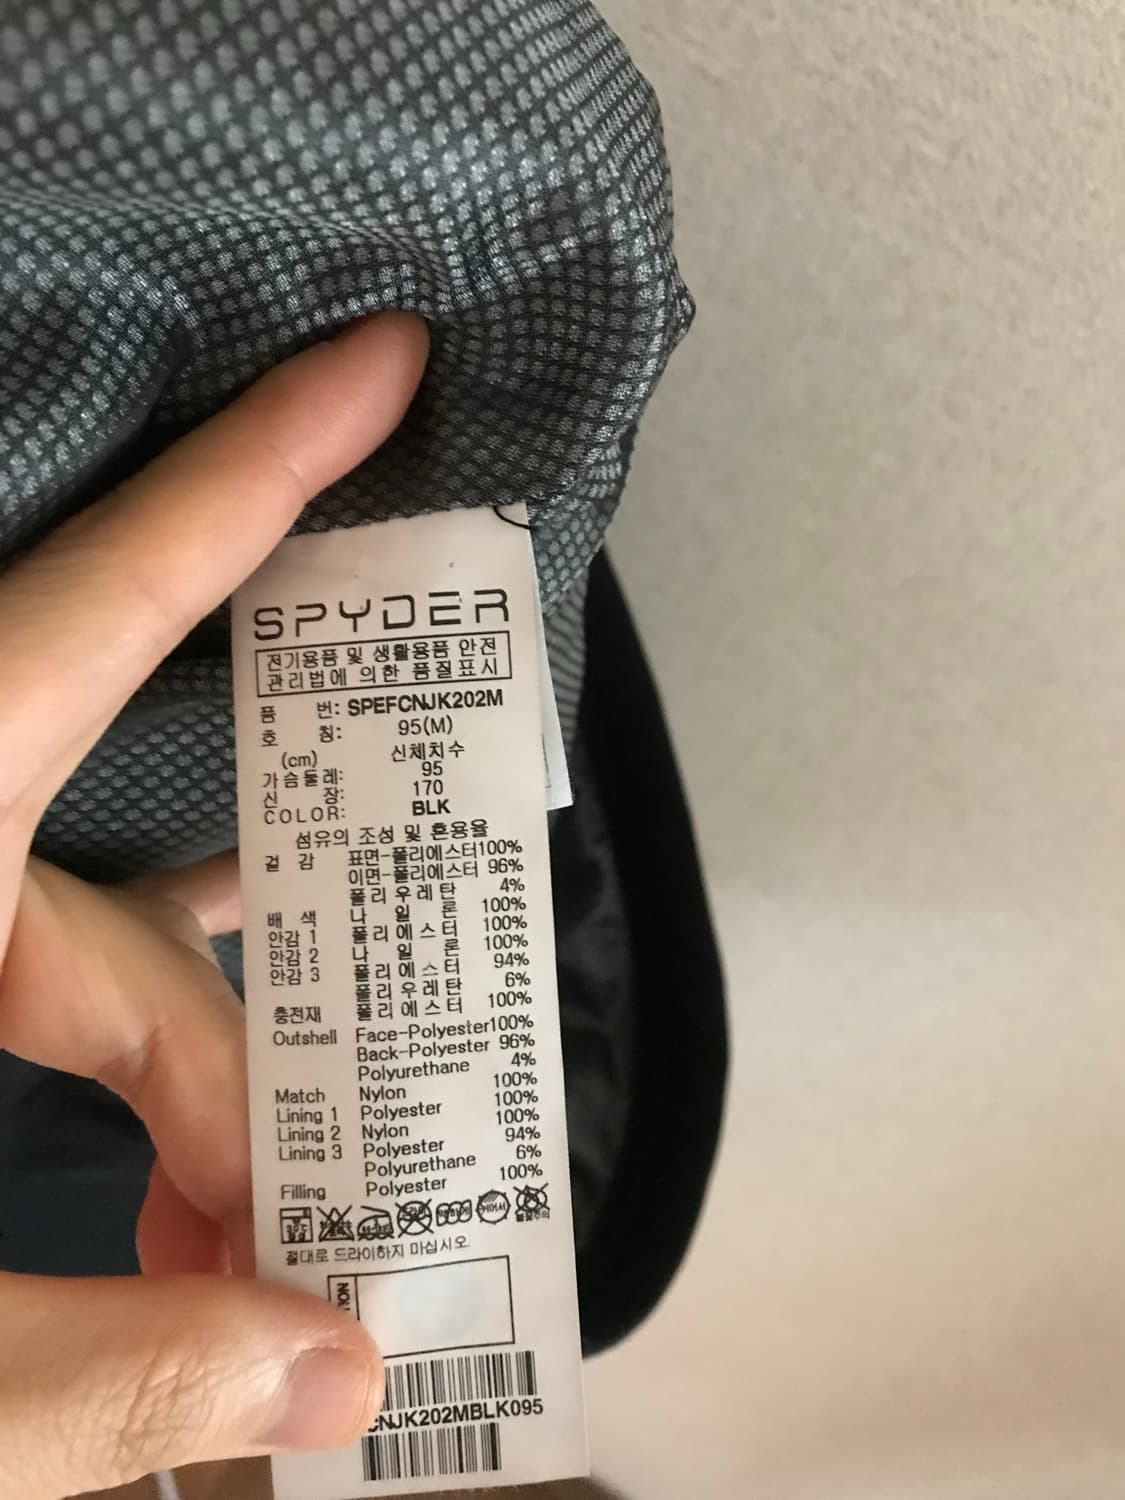 SPYDER
전기용품 및 생활용품 안전
관리법에 의한 품질표시
품 번: SPEFCNJK202M
호 칭: 95(M)
(cm) 신체치수
가슴둘레: 95
신 장: 170
COLOR: BLK
섬유의 조성 및 혼용율
겉 감 표면-폴리에스터100%
이면-폴리에스터 96%
폴리우레탄 4%
배 색 나 일 론 100%
안감 1 폴리에스터 100%
안감 2 나 일 론 100%
안감 3 폴리에스터 94%
폴리우레탄 6%
충전재 폴리에스터 100%
Outshell Face-Polyester100%
Back-Polyester 96%
Polyurethane 4%
Match Nylon 100%
Lining 1 Polyester 100%
Lining 2 Nylon 100%
Lining 3 Polyester 94%
Polyurethane 6%
Filling Polyester 100%
절대로 드라이하지 마십시오
CNJK202MBLK095